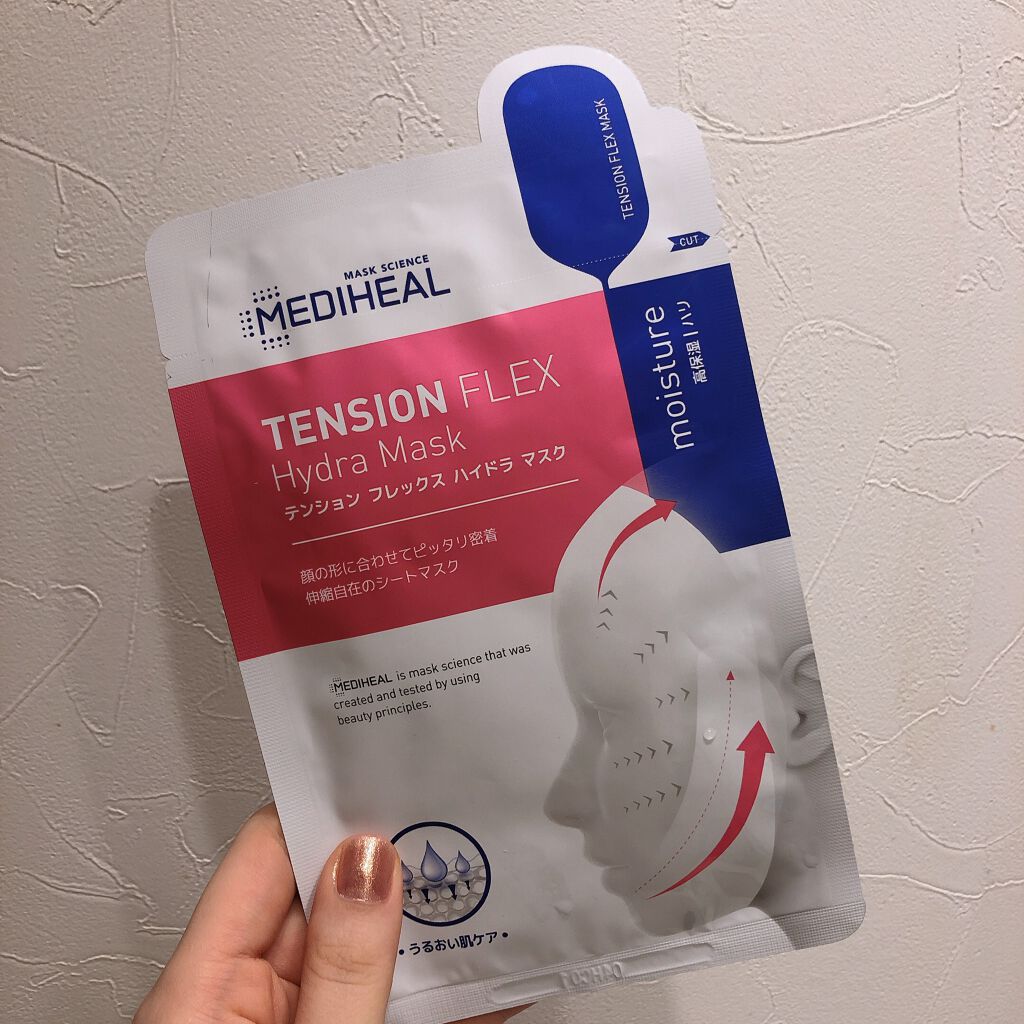 TENSION FLEX MASK
CUT
MASK SCIENCE
MEDIHEAL
moisture
高保湿 | ハリ
TENSION FLEX
Hydra Mask
テンション フレックス ハイドラ マスク
顔の形に合わせてピッタリ密着
伸縮自在のシートマスク
MEDIHEAL is mask science that was
created and tested by using
beauty principles.
• うるおい肌ケア •